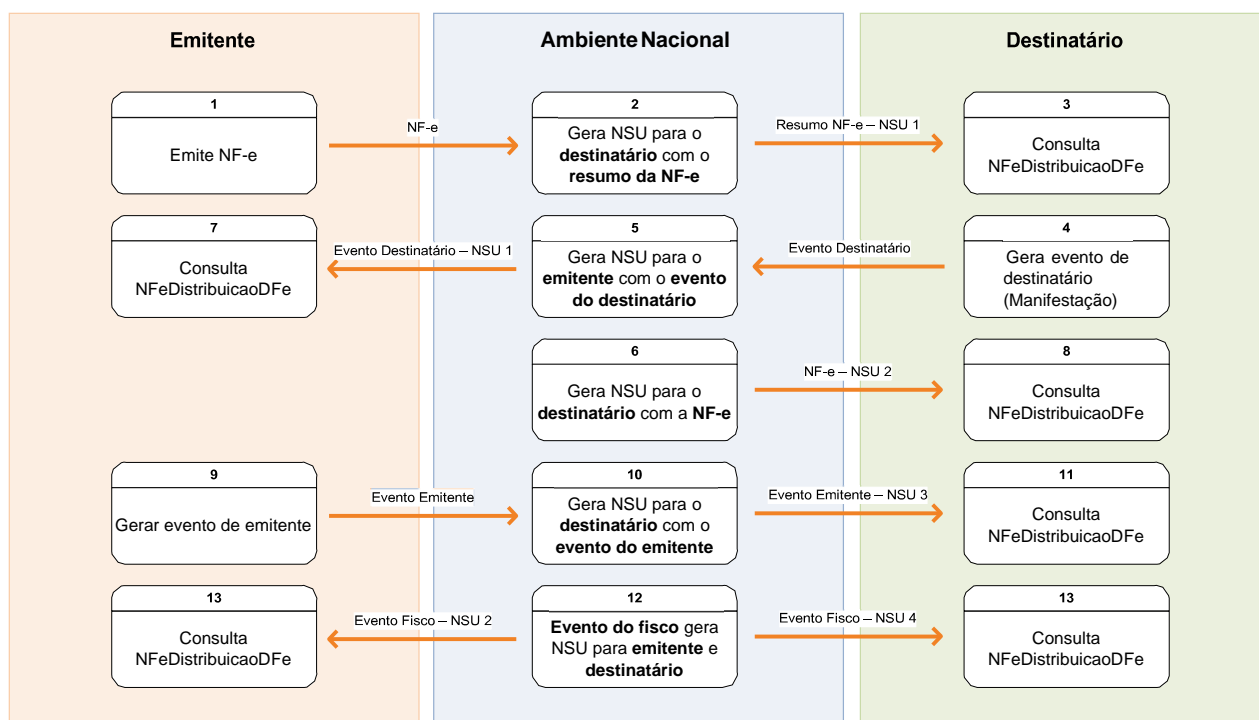 Emitente
Ambiente Nacional
Destinatário
1
Emite NF-e
NF-e
2
Gera NSU para o
destinatário com o
resumo da NF-e
Resumo NF-e – NSU 1
3
Consulta
NFeDistribuicaoDFe
7
Consulta
NFeDistribuicaoDFe
Evento Destinatário – NSU 1
5
Gera NSU para o
emitente com o evento
do destinatário
Evento Destinatário
4
Gera evento de
destinatário
(Manifestação)
6
Gera NSU para o
destinatário com a NF-e
NF-e – NSU 2
8
Consulta
NFeDistribuicaoDFe
9
Gerar evento de emitente
Evento Emitente
10
Gera NSU para o
destinatário com o
evento do emitente
Evento Emitente – NSU 3
11
Consulta
NFeDistribuicaoDFe
13
Consulta
NFeDistribuicaoDFe
Evento Fisco – NSU 2
12
Evento do fisco gera
NSU para emitente e
destinatário
Evento Fisco – NSU 4
13
Consulta
NFeDistribuicaoDFe